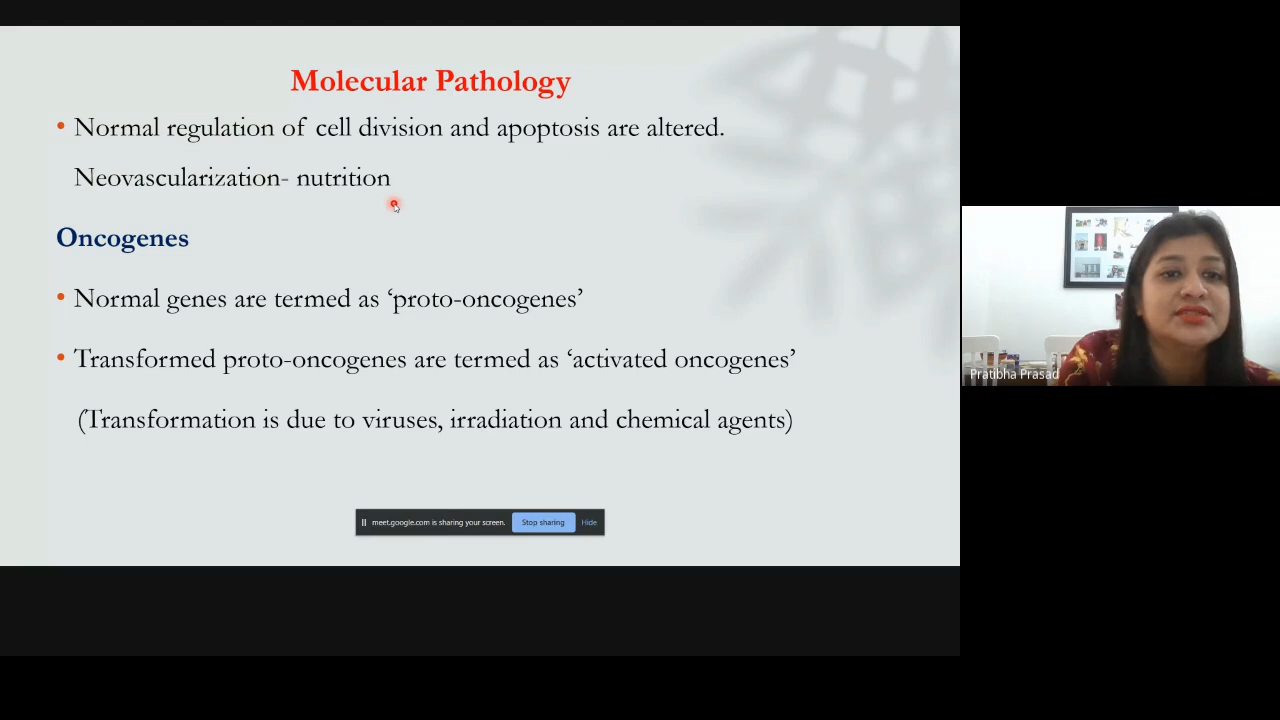 Molecular Pathology
• Normal regulation of cell division and apoptosis are altered.
Neovascularization- nutrition
Oncogenes
• Normal genes are termed as ‘proto-oncogenes’
• Transformed proto-oncogenes are termed as ‘activated oncogenes’
(Transformation is due to viruses, irradiation and chemical agents)
meet.google.com is sharing your screen. Stop sharing Hide
Pratibha Prasad